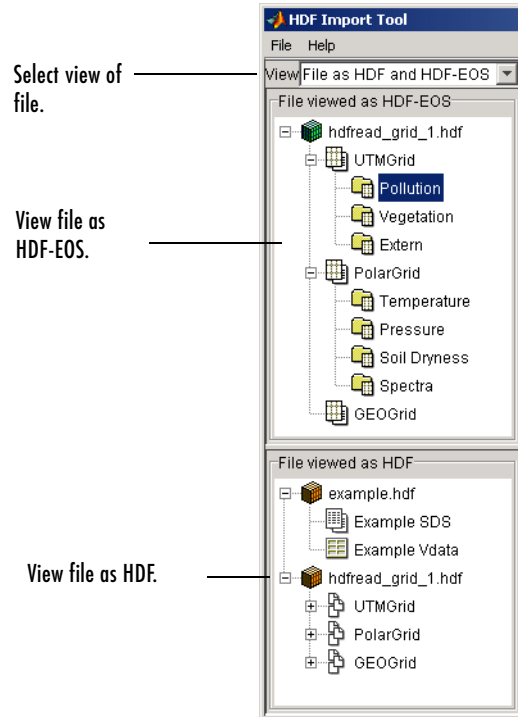 HDF Import Tool
File Help
Select view of
file.
View File as HDF and HDF-EOS
File viewed as HDF-EOS
hdfread_grid_1.hdf
UTMGrid
Pollution
Vegetation
Extern
View file as
HDF-EOS.
PolarGrid
Temperature
Pressure
Soil Dryness
Spectra
GEOGrid
File viewed as HDF
example.hdf
Example SDS
Example Vdata
View file as HDF.
hdfread_grid_1.hdf
UTMGrid
PolarGrid
GEOGrid